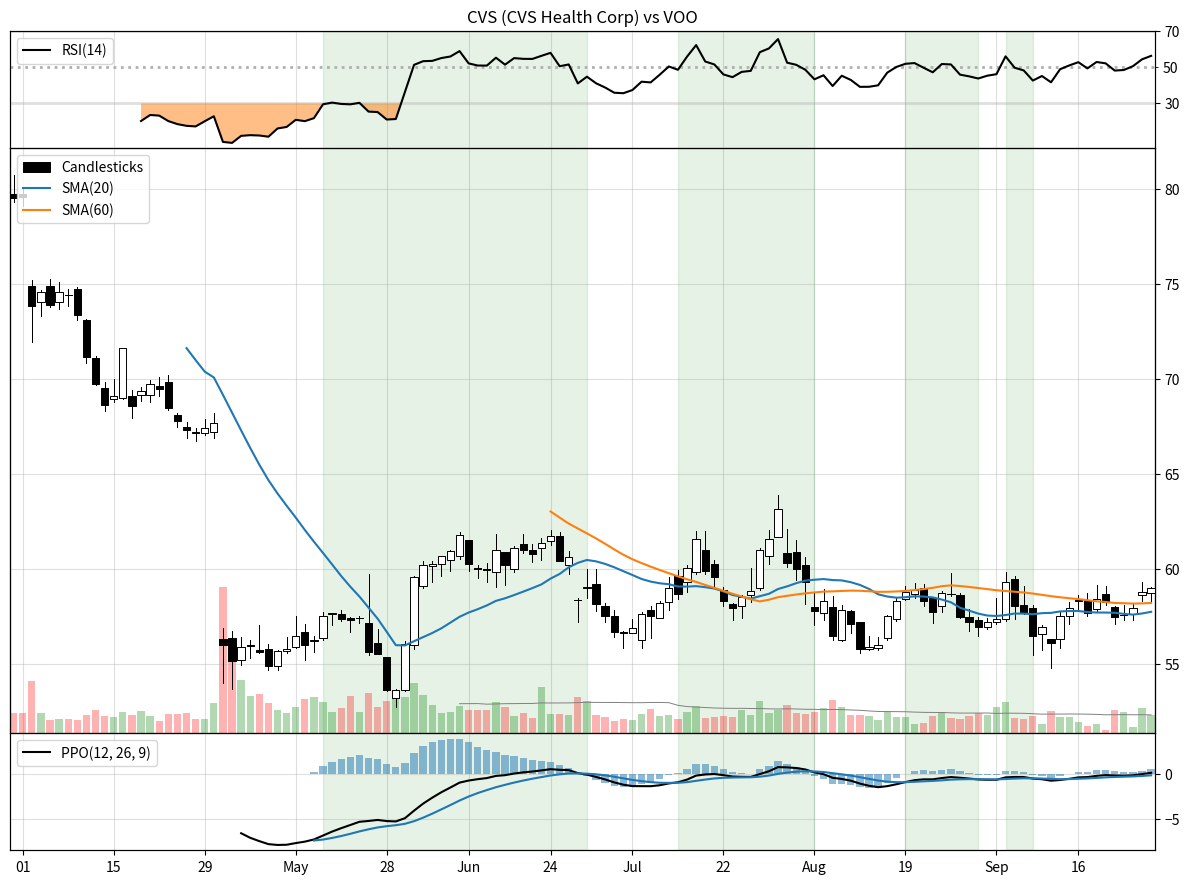 CVS (CVS Health Corp) vs VOO
RSI(14)
70
50
30
Candlesticks
SMA(20)
SMA(60)
80
75
70
65
60
55
PPO(12, 26, 9)
0
−5
01 15 29 May 28 Jun 24 Jul 22 Aug 19 Sep 16